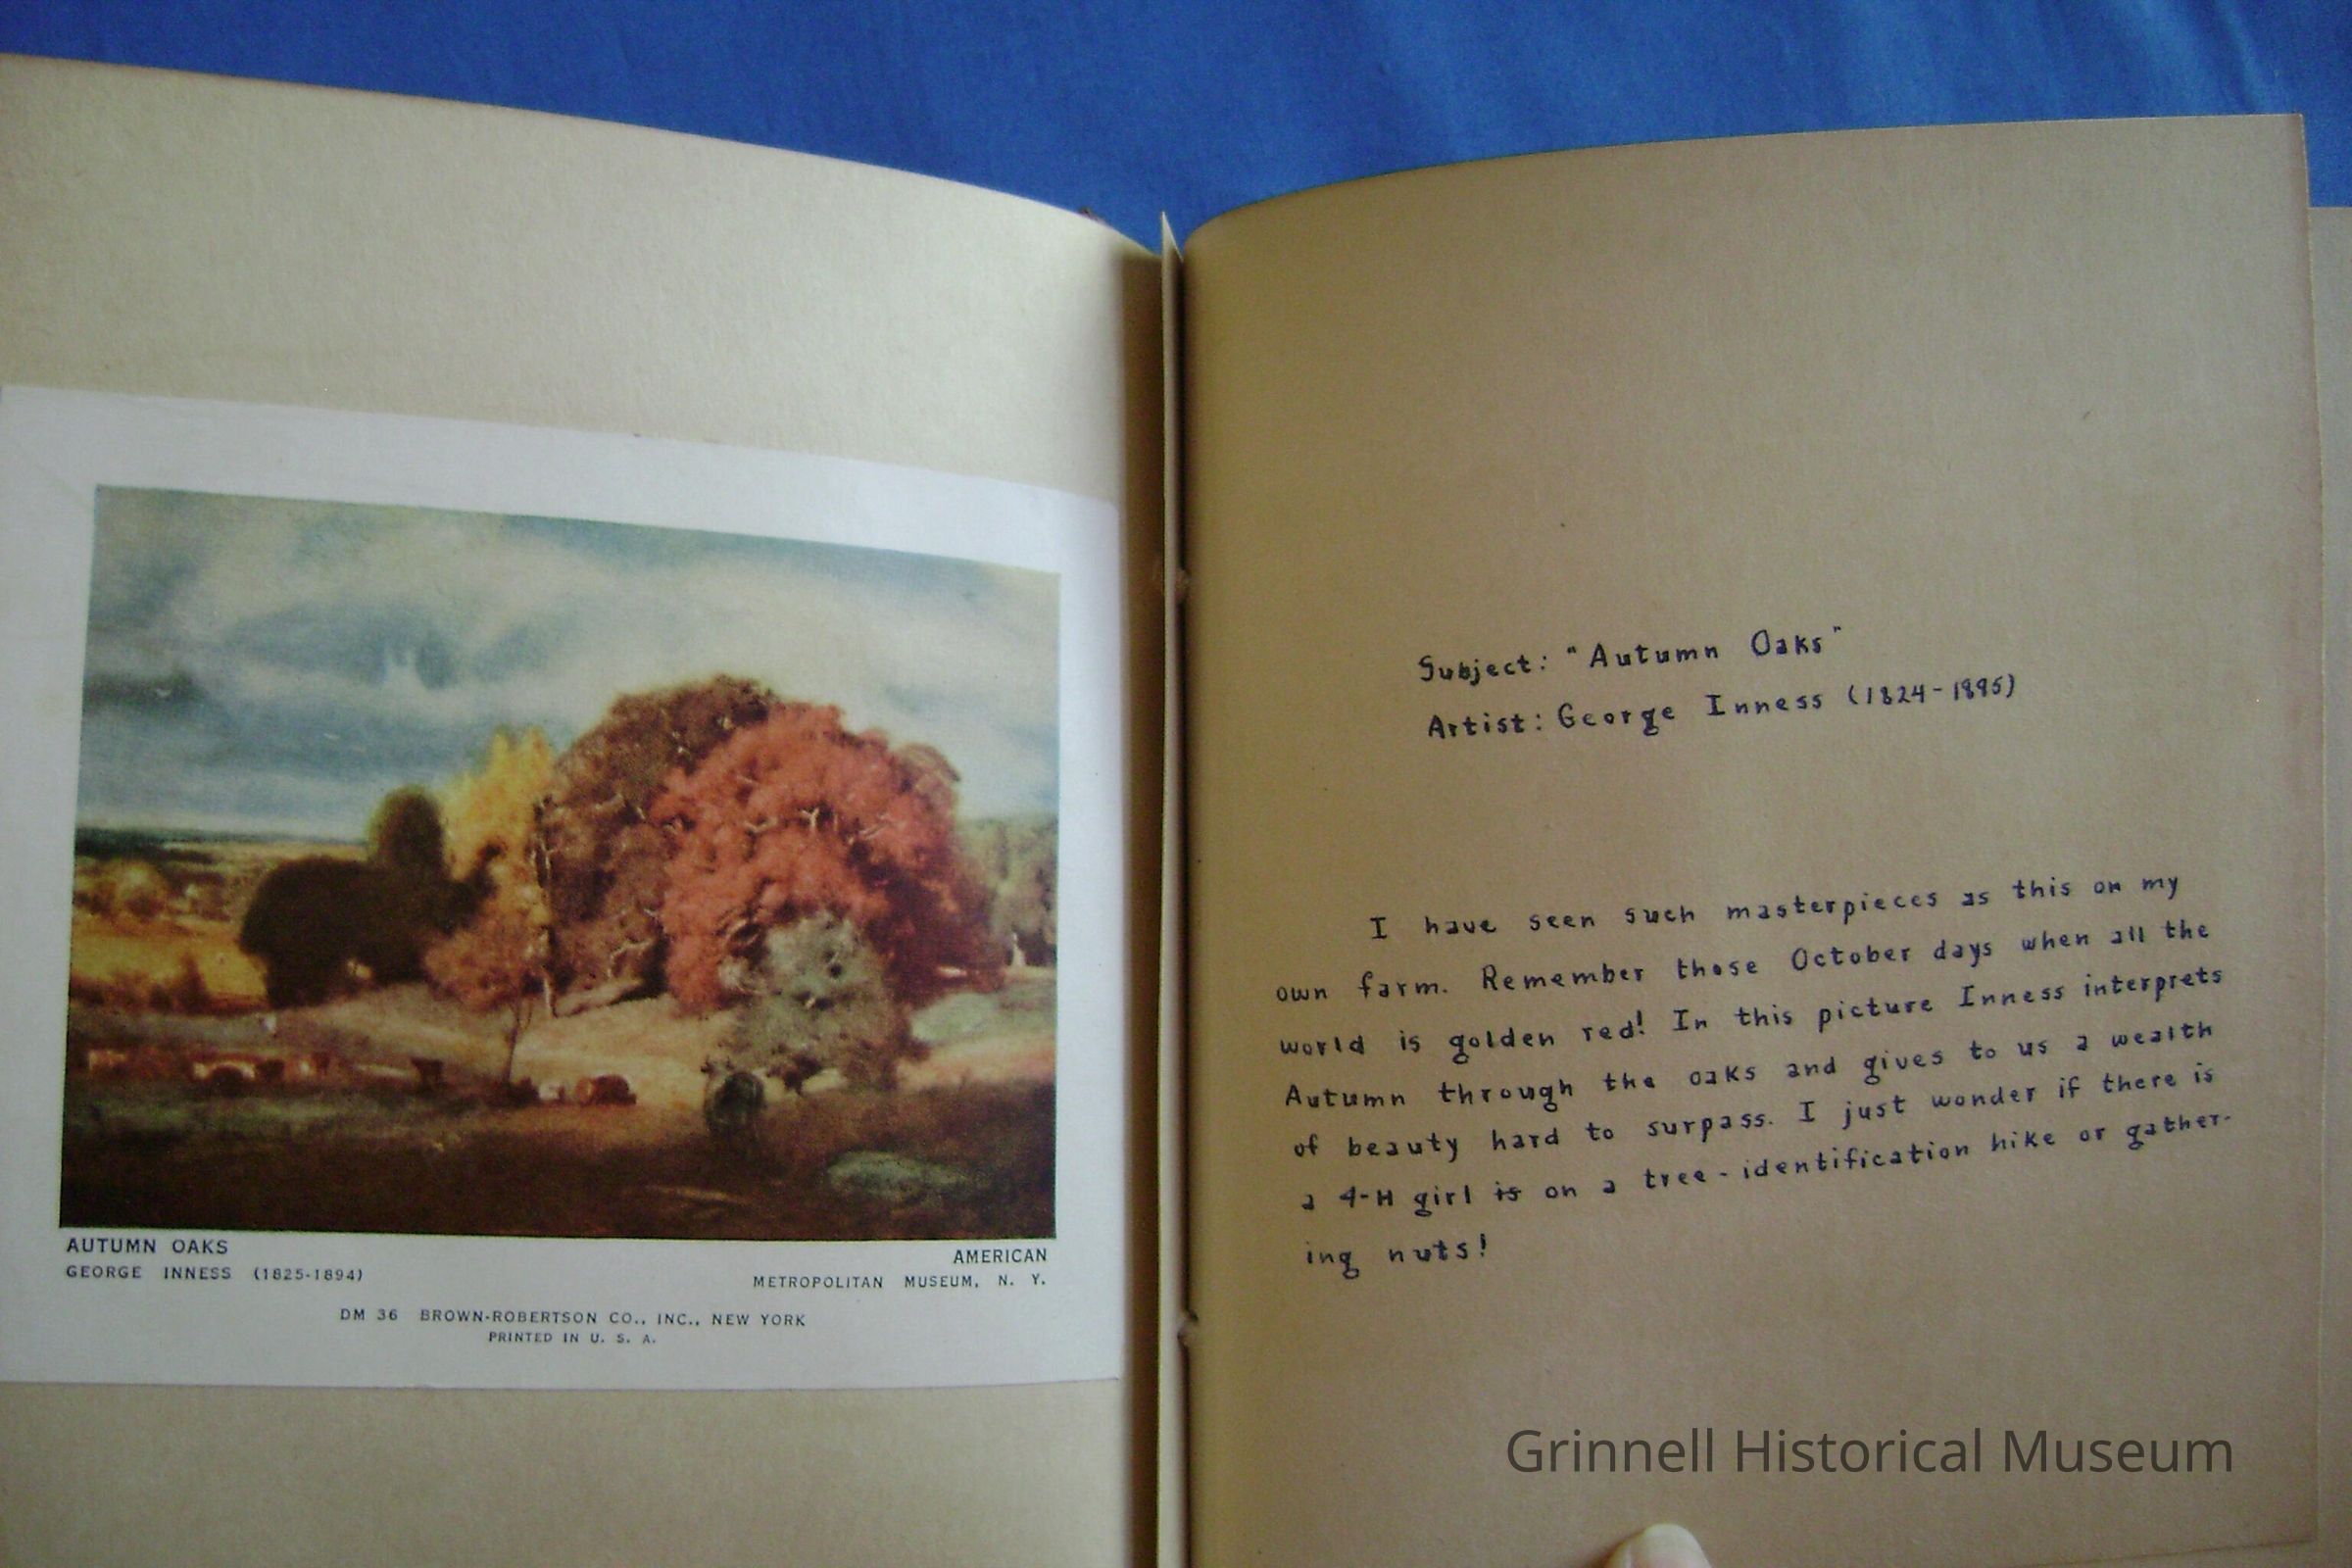 AUTUMN OAKS
GEORGE INNESS (1825-1894)
AMERICAN
METROPOLITAN MUSEUM, N. Y.
DM 36 BROWN-ROBERTSON CO., INC., NEW YORK
PRINTED IN U. S. A.
Subject: "Autumn Oaks"
Artist: George Inness (1824-1895)
I have seen such masterpieces as this on my
own farm. Remember those October days when all the
world is golden red! In this picture Inness interprets
Autumn through the oaks and gives to us a wealth
of beauty hard to surpass. I just wonder if there is
a 4-H girl is on a tree-identification hike or gather-
ing nuts!
Grinnell Historical Museum